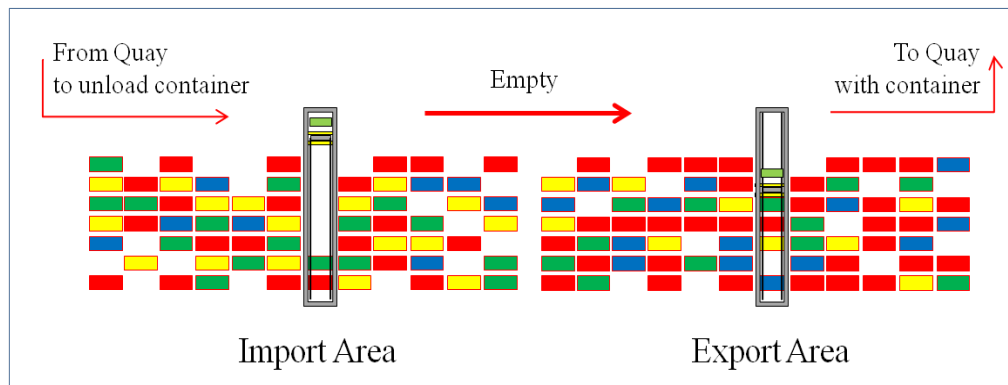 From Quay
to unload container
Empty
To Quay
with container
Import Area
Export Area